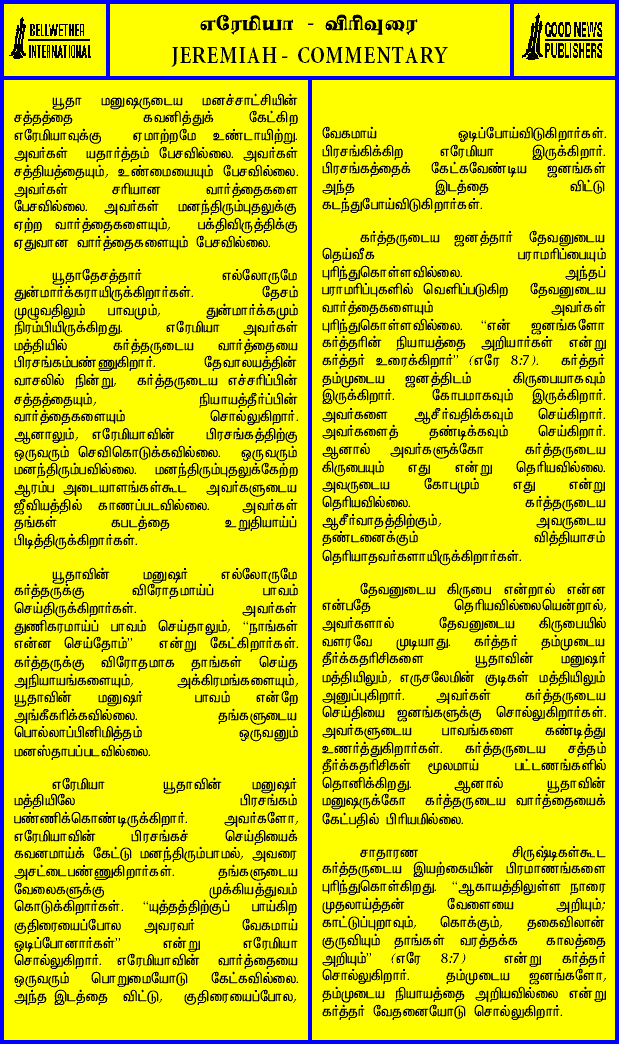 BELLWETHER
INTERNATIONAL
எரேமியா - விரிவுரை
JEREMIAH - COMMENTARY
GOOD NEWS
PUBLISHERS
யூதா மனுஷருடைய மனச்சாட்சியின்
சத்தத்தை கவனித்துக் கேட்கிற
எரேமியாவுக்கு ஏமாற்றமே உண்டாயிற்று.
அவர்கள் யதார்த்தம் பேசவில்லை. அவர்கள்
சத்தியத்தையும், உண்மையையும் பேசவில்லை.
அவர்கள் சரியான வார்த்தைகளை
பேசவில்லை. அவர்கள் மனந்திரும்புதலுக்கு
ஏற்ற வார்த்தைகளையும், பக்திவிருத்திக்கு
ஏதுவான வார்த்தைகளையும் பேசவில்லை.
யூதாதேசத்தார் எல்லோருமே
துன்மார்க்கராயிருக்கிறார்கள். தேசம்
முழுவதிலும் பாவமும், துன்மார்க்கமும்
நிரம்பியிருக்கிறது. எரேமியா அவர்கள்
மத்தியில் கர்த்தருடைய வார்த்தையை
பிரசங்கம்பண்ணுகிறார். தேவாலயத்தின்
வாசலில் நின்று, கர்த்தருடைய எச்சரிப்பின்
சத்தத்தையும், நியாயத்தீர்ப்பின்
வார்த்தைகளையும் சொல்லுகிறார்.
ஆனாலும், எரேமியாவின் பிரசங்கத்திற்கு
ஒருவரும் செவிகொடுக்கவில்லை. ஒருவரும்
மனந்திரும்பவில்லை. மனந்திரும்புதலுக்கேற்ற
ஆரம்ப அடையாளங்கள்கூட அவர்களுடைய
ஜீவியத்தில் காணப்படவில்லை. அவர்கள்
தங்கள் கபடத்தை உறுதியாய்ப்
பிடித்திருக்கிறார்கள்.
யூதாவின் மனுஷர் எல்லோருமே
கர்த்தருக்கு விரோதமாய்ப் பாவம்
செய்திருக்கிறார்கள். அவர்கள்
துணிகரமாய்ப் பாவம் செய்தாலும், “நாங்கள்
என்ன செய்தோம்” என்று கேட்கிறார்கள்.
கர்த்தருக்கு விரோதமாக தாங்கள் செய்த
அநியாயங்களையும், அக்கிரமங்களையும்,
யூதாவின் மனுஷர் பாவம் என்றே
அங்கீகரிக்கவில்லை. தங்களுடைய
பொல்லாப்பினிமித்தம் ஒருவனும்
மனஸ்தாபப்படவில்லை.
எரேமியா யூதாவின் மனுஷர்
மத்தியிலே பிரசங்கம்
பண்ணிக்கொண்டிருக்கிறார். அவர்களோ,
எரேமியாவின் பிரசங்கச் செய்தியைக்
கவனமாய்க் கேட்டு மனந்திரும்பாமல், அவரை
அசட்டைபண்ணுகிறார்கள். தங்களுடைய
வேலைகளுக்கு முக்கியத்துவம்
கொடுக்கிறார்கள். “யுத்தத்திற்குப் பாய்கிற
குதிரையைப்போல அவரவர் வேகமாய்
ஓடிப்போனார்கள்” என்று எரேமியா
சொல்லுகிறார். எரேமியாவின் வார்த்தையை
ஒருவரும் பொறுமையோடு கேட்கவில்லை.
அந்த இடத்தை விட்டு, குதிரையைப்போல,
வேகமாய் ஓடிப்போய்விடுகிறார்கள்.
பிரசங்கிக்கிற எரேமியா இருக்கிறார்.
பிரசங்கத்தைக் கேட்கவேண்டிய ஜனங்கள்
அந்த இடத்தை விட்டு
கடந்துபோய்விடுகிறார்கள்.
கர்த்தருடைய ஜனத்தார் தேவனுடைய
தெய்வீக பராமரிப்பையும்
புரிந்துகொள்ளவில்லை. அந்தப்
பராமரிப்புகளில் வெளிப்படுகிற தேவனுடைய
வார்த்தைகளையும் அவர்கள்
புரிந்துகொள்ளவில்லை. “என் ஜனங்களோ
கர்த்தரின் நியாயத்தை அறியார்கள் என்று
கர்த்தர் உரைக்கிறார்” (எரே 8:7). கர்த்தர்
தம்முடைய ஜனத்திடம் கிருபையாகவும்
இருக்கிறார். கோபமாகவும் இருக்கிறார்.
அவர்களை ஆசீர்வதிக்கவும் செய்கிறார்.
அவர்களைத் தண்டிக்கவும் செய்கிறார்.
ஆனால் அவர்களுக்கோ கர்த்தருடைய
கிருபையும் எது என்று தெரியவில்லை.
அவருடைய கோபமும் எது என்று
தெரியவில்லை. கர்த்தருடைய
ஆசீர்வாதத்திற்கும், அவருடைய
தண்டனைக்கும் வித்தியாசம்
தெரியாதவர்களாயிருக்கிறார்கள்.
தேவனுடைய கிருபை என்றால் என்ன
என்பதே தெரியவில்லையென்றால்,
அவர்களால் தேவனுடைய கிருபையில்
வளரவே முடியாது. கர்த்தர் தம்முடைய
தீர்க்கதரிசிகளை யூதாவின் மனுஷர்
மத்தியிலும், எருசலேமின் குடிகள் மத்தியிலும்
அனுப்புகிறார். அவர்கள் கர்த்தருடைய
செய்தியை ஜனங்களுக்கு சொல்லுகிறார்கள்.
அவர்களுடைய பாவங்களை கண்டித்து
உணர்த்துகிறார்கள். கர்த்தருடைய சத்தம்
தீர்க்கதரிசிகள் மூலமாய் பட்டணங்களில்
தொனிக்கிறது. ஆனால் யூதாவின்
மனுஷருக்கோ கர்த்தருடைய வார்த்தையைக்
கேட்பதில் பிரியமில்லை.
சாதாரண சிருஷ்டிகள்கூட
கர்த்தருடைய இயற்கையின் பிரமாணங்களை
புரிந்துகொள்கிறது. “ஆகாயத்திலுள்ள நாரை
முதலாய்த்தன் வேளையை அறியும்;
காட்டுப்புறாவும், கொக்கும், தகைவிலான்
குருவியும் தாங்கள் வரத்தக்க காலத்தை
அறியும்” (எரே 8:7) என்று கர்த்தர்
சொல்லுகிறார். தம்முடைய ஜனங்களோ,
தம்முடைய நியாயத்தை அறியவில்லை என்று
கர்த்தர் வேதனையோடு சொல்லுகிறார்.